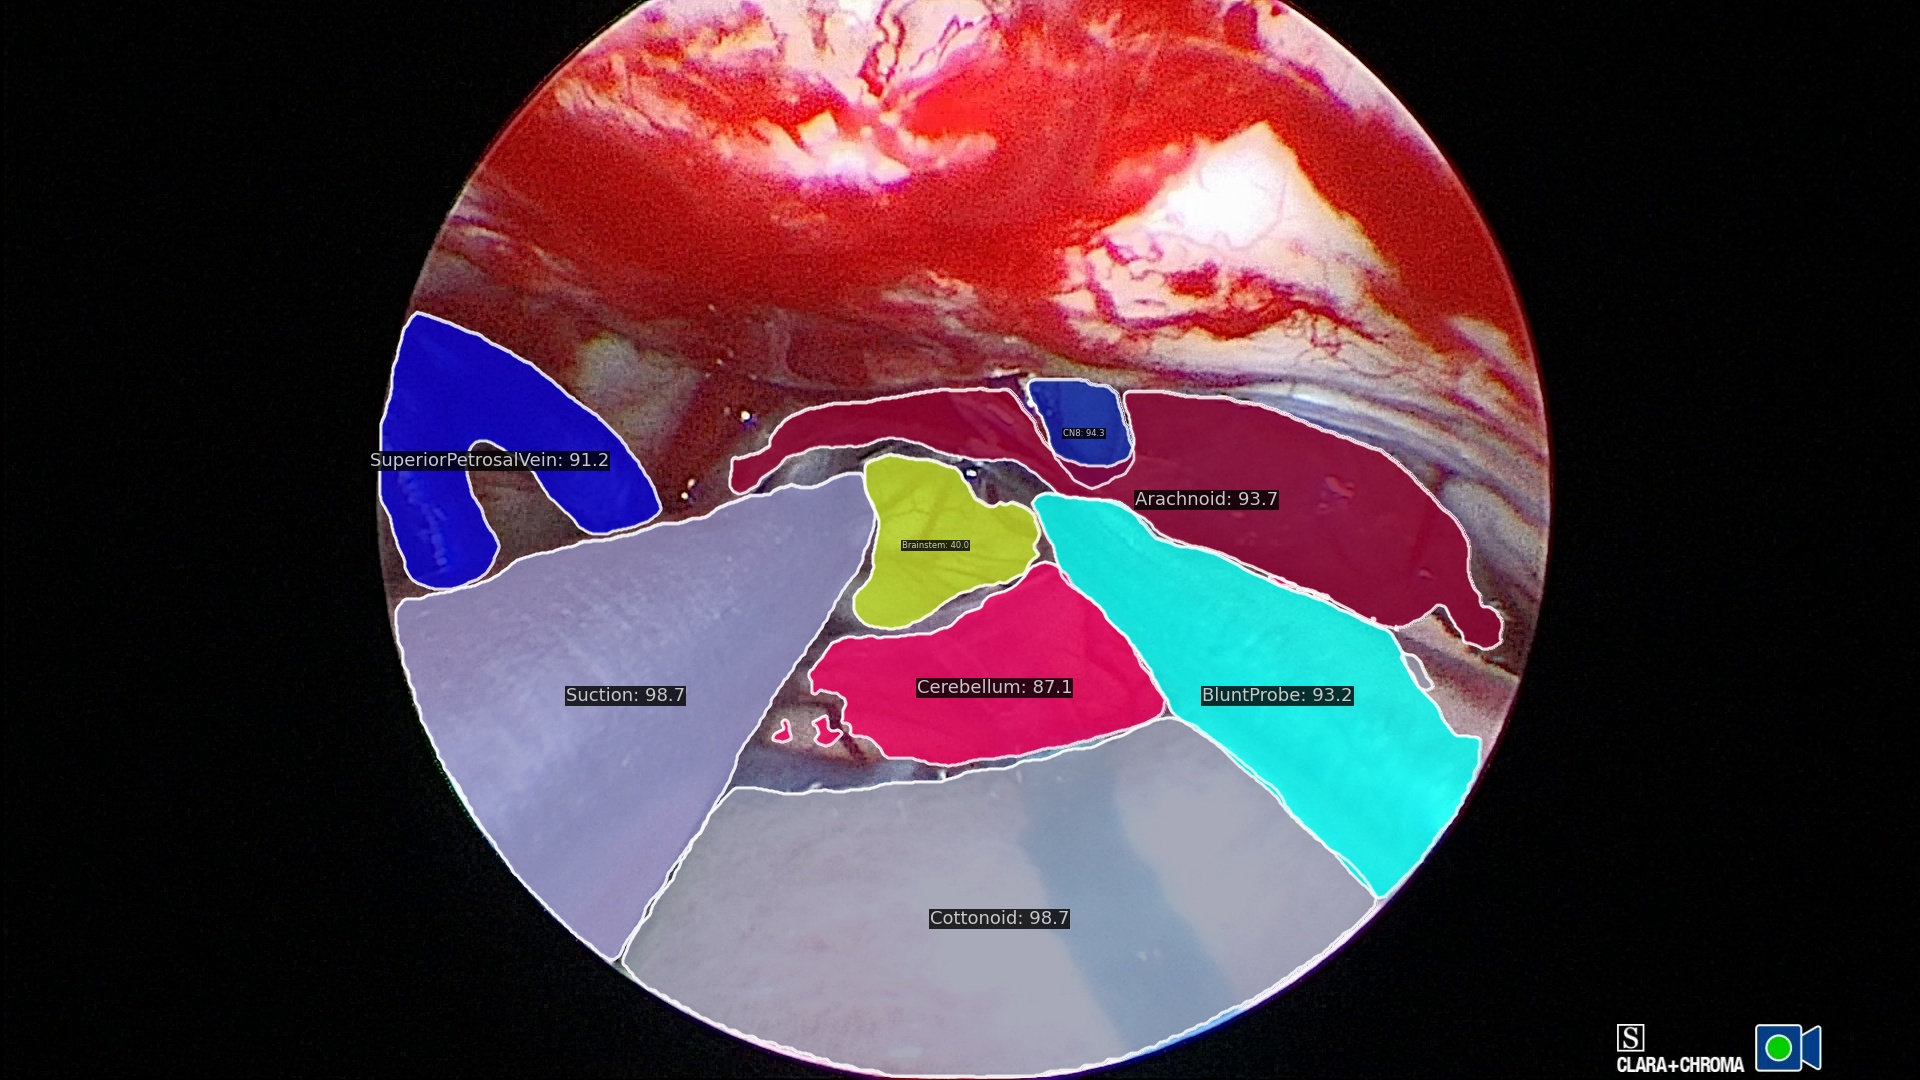 CN8: 94.3
SuperiorPetrosalVein: 91.2
Arachnoid: 93.7
Brainstem: 40.0
Cerebellum: 87.1
Suction: 98.7
BluntProbe: 93.2
Cottonoid: 98.7
S
CLARA+CHROMA